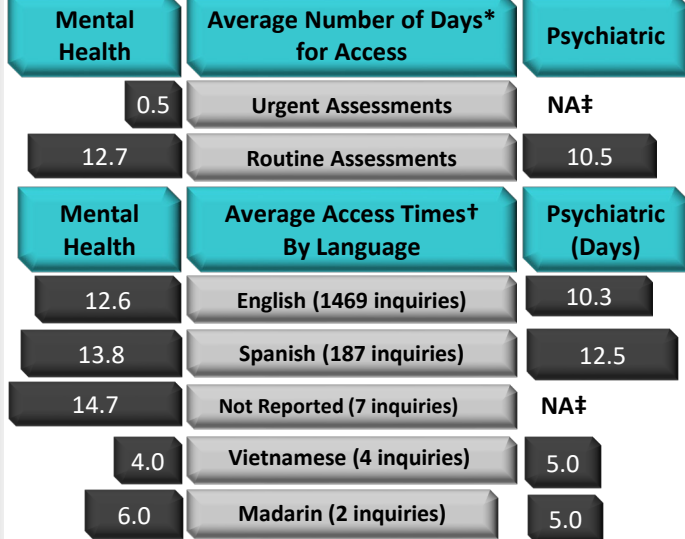 Mental Health
Average Number of Days* for Access
Psychiatric
0.5
Urgent Assessments
NA‡
12.7
Routine Assessments
10.5
Mental Health
Average Access Times† By Language
Psychiatric (Days)
12.6
English (1469 inquiries)
10.3
13.8
Spanish (187 inquiries)
12.5
14.7
Not Reported (7 inquiries)
NA‡
4.0
Vietnamese (4 inquiries)
5.0
6.0
Madarin (2 inquiries)
5.0